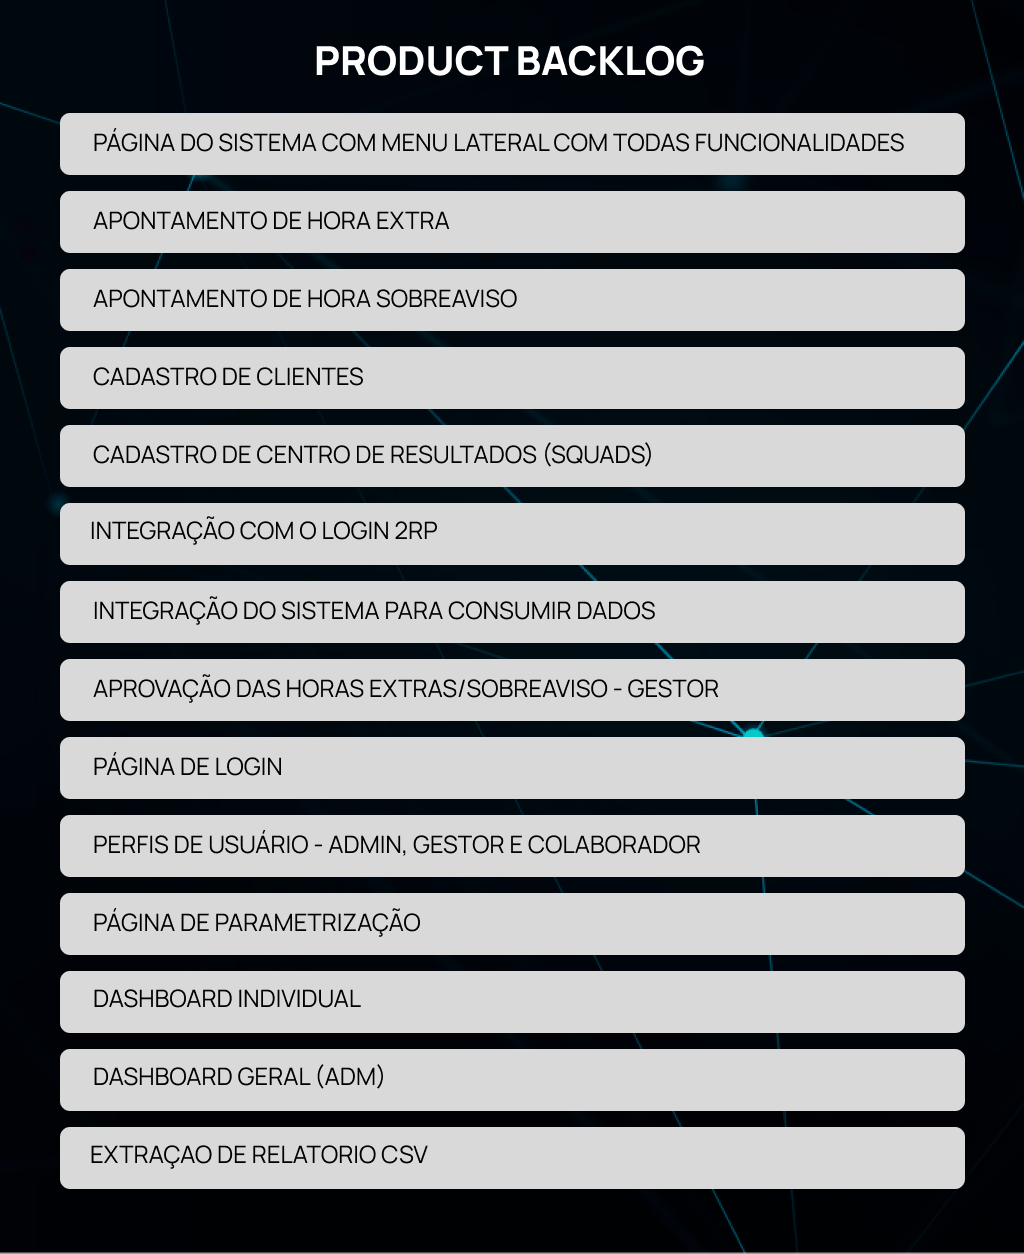 PRODUCT BACKLOG
PÁGINA DO SISTEMA COM MENU LATERAL COM TODAS FUNCIONALIDADES
APONTAMENTO DE HORA EXTRA
APONTAMENTO DE HORA SOBREAVISO
CADASTRO DE CLIENTES
CADASTRO DE CENTRO DE RESULTADOS (SQUADS)
INTEGRAÇÃO COM O LOGIN 2RP
INTEGRAÇÃO DO SISTEMA PARA CONSUMIR DADOS
APROVAÇÃO DAS HORAS EXTRAS/SOBREAVISO - GESTOR
PÁGINA DE LOGIN
PERFIS DE USUÁRIO - ADMIN, GESTOR E COLABORADOR
PÁGINA DE PARAMETRIZAÇÃO
DASHBOARD INDIVIDUAL
DASHBOARD GERAL (ADM)
EXTRAÇAO DE RELATORIO CSV